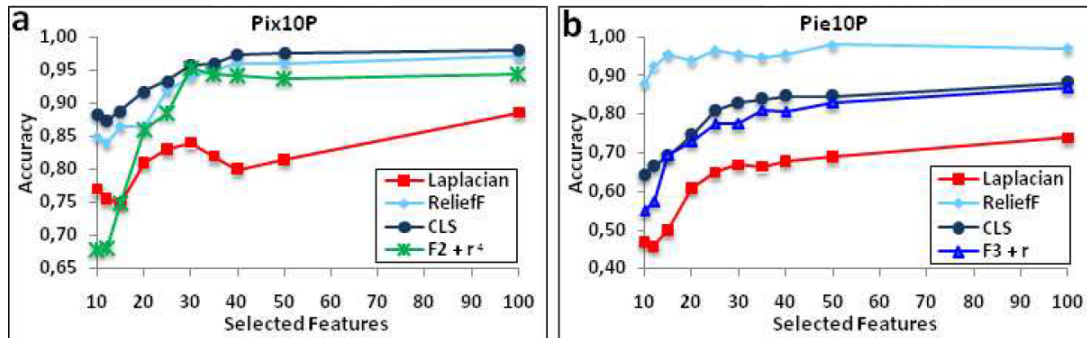 a
Pix10P
1,00
0,95
0,90
0,85
0,80
0,75
0,70
0,65
Accuracy
Laplacian
ReliefF
CLS
F2 + r⁴
10 20 30 40 50 60 70 80 90 100
Selected Features
b
Pie10P
1,00
0,90
0,80
0,70
0,60
0,50
0,40
Accuracy
Laplacian
ReliefF
CLS
F3 + r
10 20 30 40 50 60 70 80 90 100
Selected Features